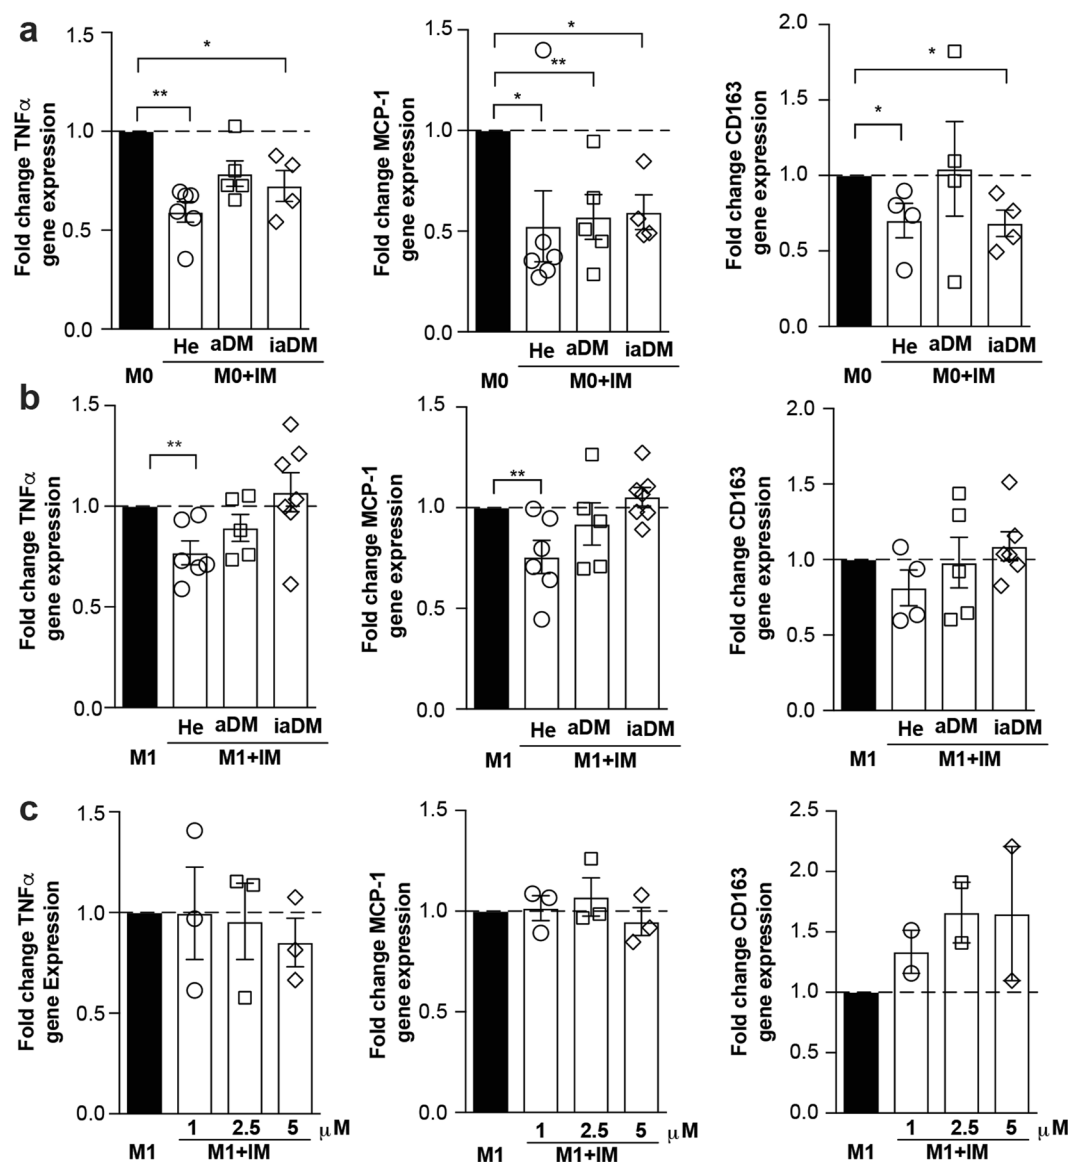 a
Fold change TNFα
gene expression
1.5
1.0
0.5
0.0
**
*
He aDM iaDM
M0 M0+IM
Fold change MCP-1
gene expression
1.5
1.0
0.5
0.0
*
**
*
He aDM iaDM
M0 M0+IM
Fold change CD163
gene expression
2.0
1.5
1.0
0.5
0.0
*
*
He aDM iaDM
M0 M0+IM
b
Fold change TNFα
gene expression
1.5
1.0
0.5
0.0
**
He aDM iaDM
M1 M1+IM
Fold change MCP-1
gene expression
1.5
1.0
0.5
0.0
**
He aDM iaDM
M1 M1+IM
Fold change CD163
gene expression
2.0
1.5
1.0
0.5
0.0
He aDM iaDM
M1 M1+IM
c
Fold change TNFα
gene Expression
1.5
1.0
0.5
0.0
1 2.5 5 μM
M1 M1+IM
Fold change MCP-1
gene expression
1.5
1.0
0.5
0.0
1 2.5 5 μM
M1 M1+IM
Fold change CD163
gene expression
2.5
2.0
1.5
1.0
0.5
0.0
1 2.5 5 μM
M1 M1+IM